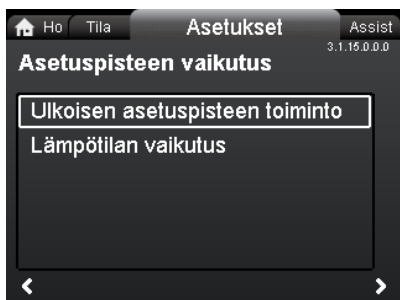 Ho Tila Asetukset Assist
3.1.15.0.0.0
Asetuspisteen vaikutus
Ulkoisen asetuspisteen toiminto
Lämpötilan vaikutus